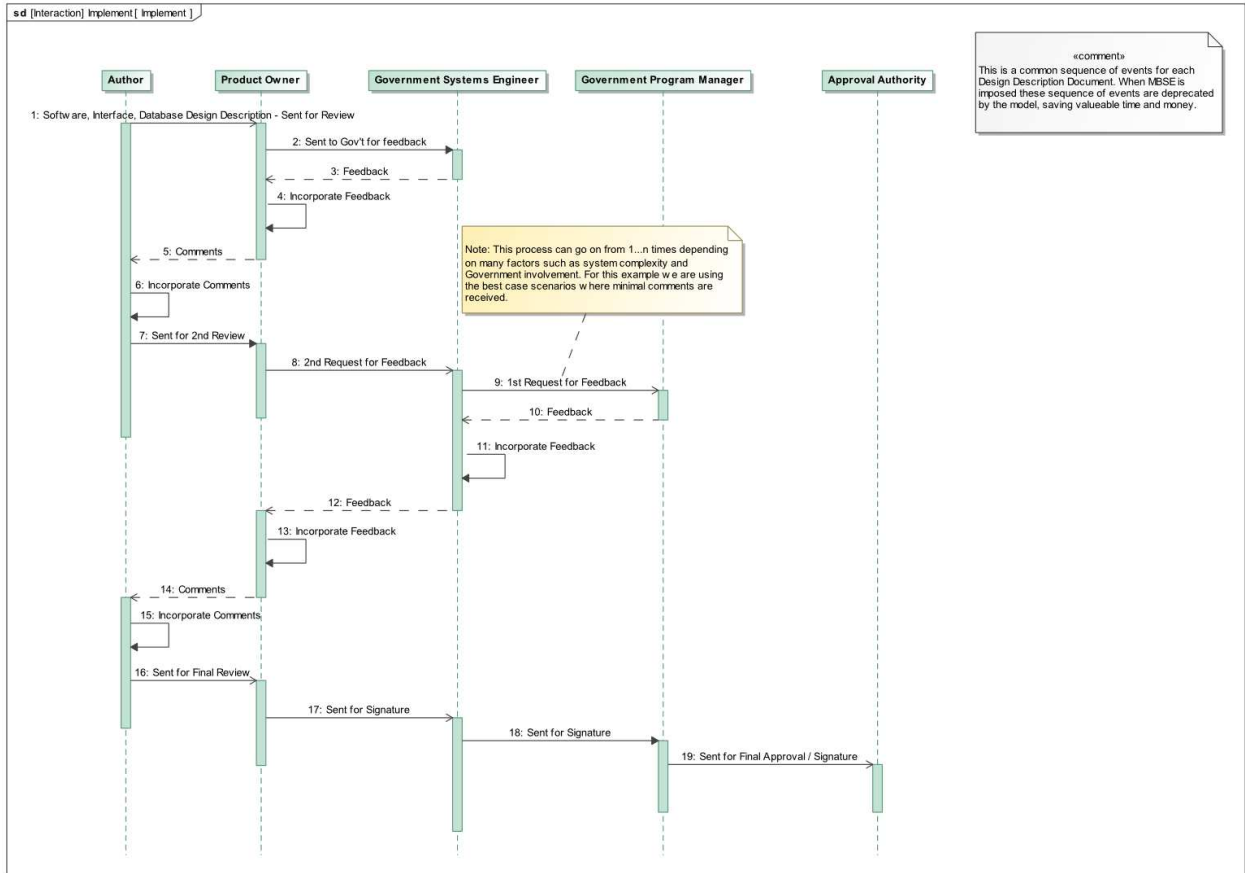 sd [Interaction] Implement [ Implement ]
«comment»
This is a common sequence of events for each
Design Description Document. When MBSE is
imposed these sequence of events are deprecated
by the model, saving valueable time and money.
Author
Product Owner
Government Systems Engineer
Government Program Manager
Approval Authority
1: Software, Interface, Database Design Description - Sent for Review
2: Sent to Gov't for feedback
3: Feedback
4: Incorporate Feedback
Note: This process can go on from 1...n times depending
on many factors such as system complexity and
Government involvement. For this example we are using
the best case scenarios where minimal comments are
received.
5: Comments
6: Incorporate Comments
7: Sent for 2nd Review
8: 2nd Request for Feedback
9: 1st Request for Feedback
10: Feedback
11: Incorporate Feedback
12: Feedback
13: Incorporate Feedback
14: Comments
15: Incorporate Comments
16: Sent for Final Review
17: Sent for Signature
18: Sent for Signature
19: Sent for Final Approval / Signature